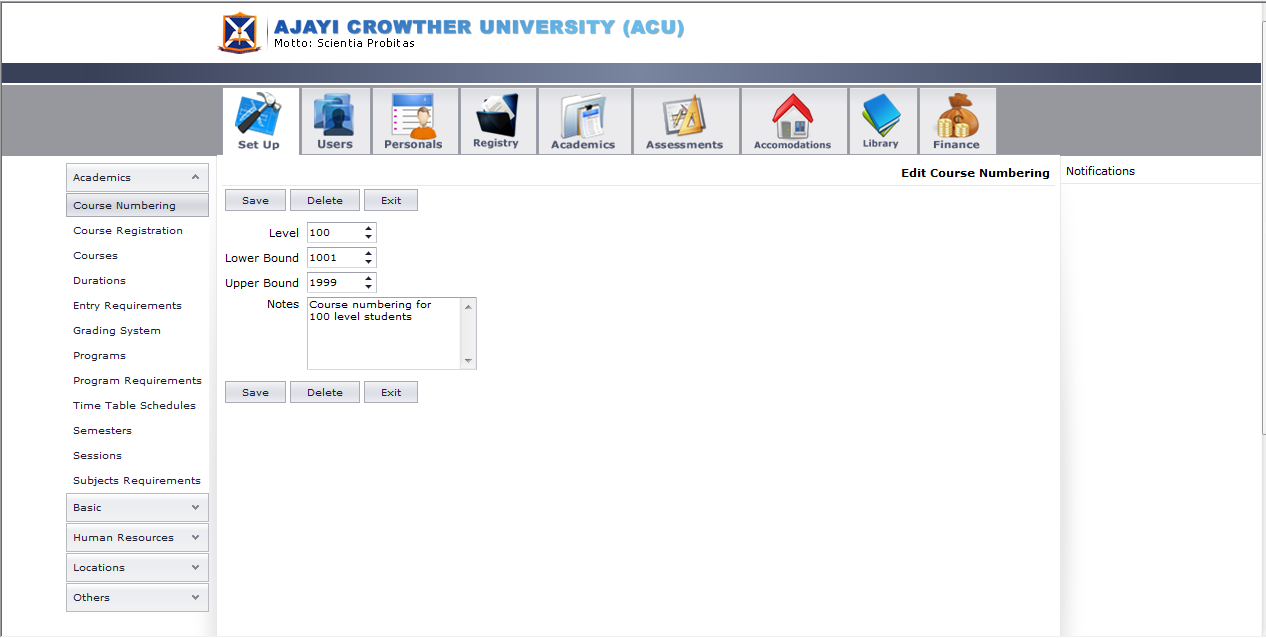 AJAYI CROWTHER UNIVERSITY (ACU)
Motto: Scientia Probitas
Set Up
Users
Personals
Registry
Academics
Assessments
Accomodations
Library
Finance
Academics
Course Numbering
Course Registration
Courses
Durations
Entry Requirements
Grading System
Programs
Program Requirements
Time Table Schedules
Semesters
Sessions
Subjects Requirements
Basic
Human Resources
Locations
Others
Edit Course Numbering
Save Delete Exit
Level 100
Lower Bound 1001
Upper Bound 1999
Notes Course numbering for
100 level students
Save Delete Exit
Notifications